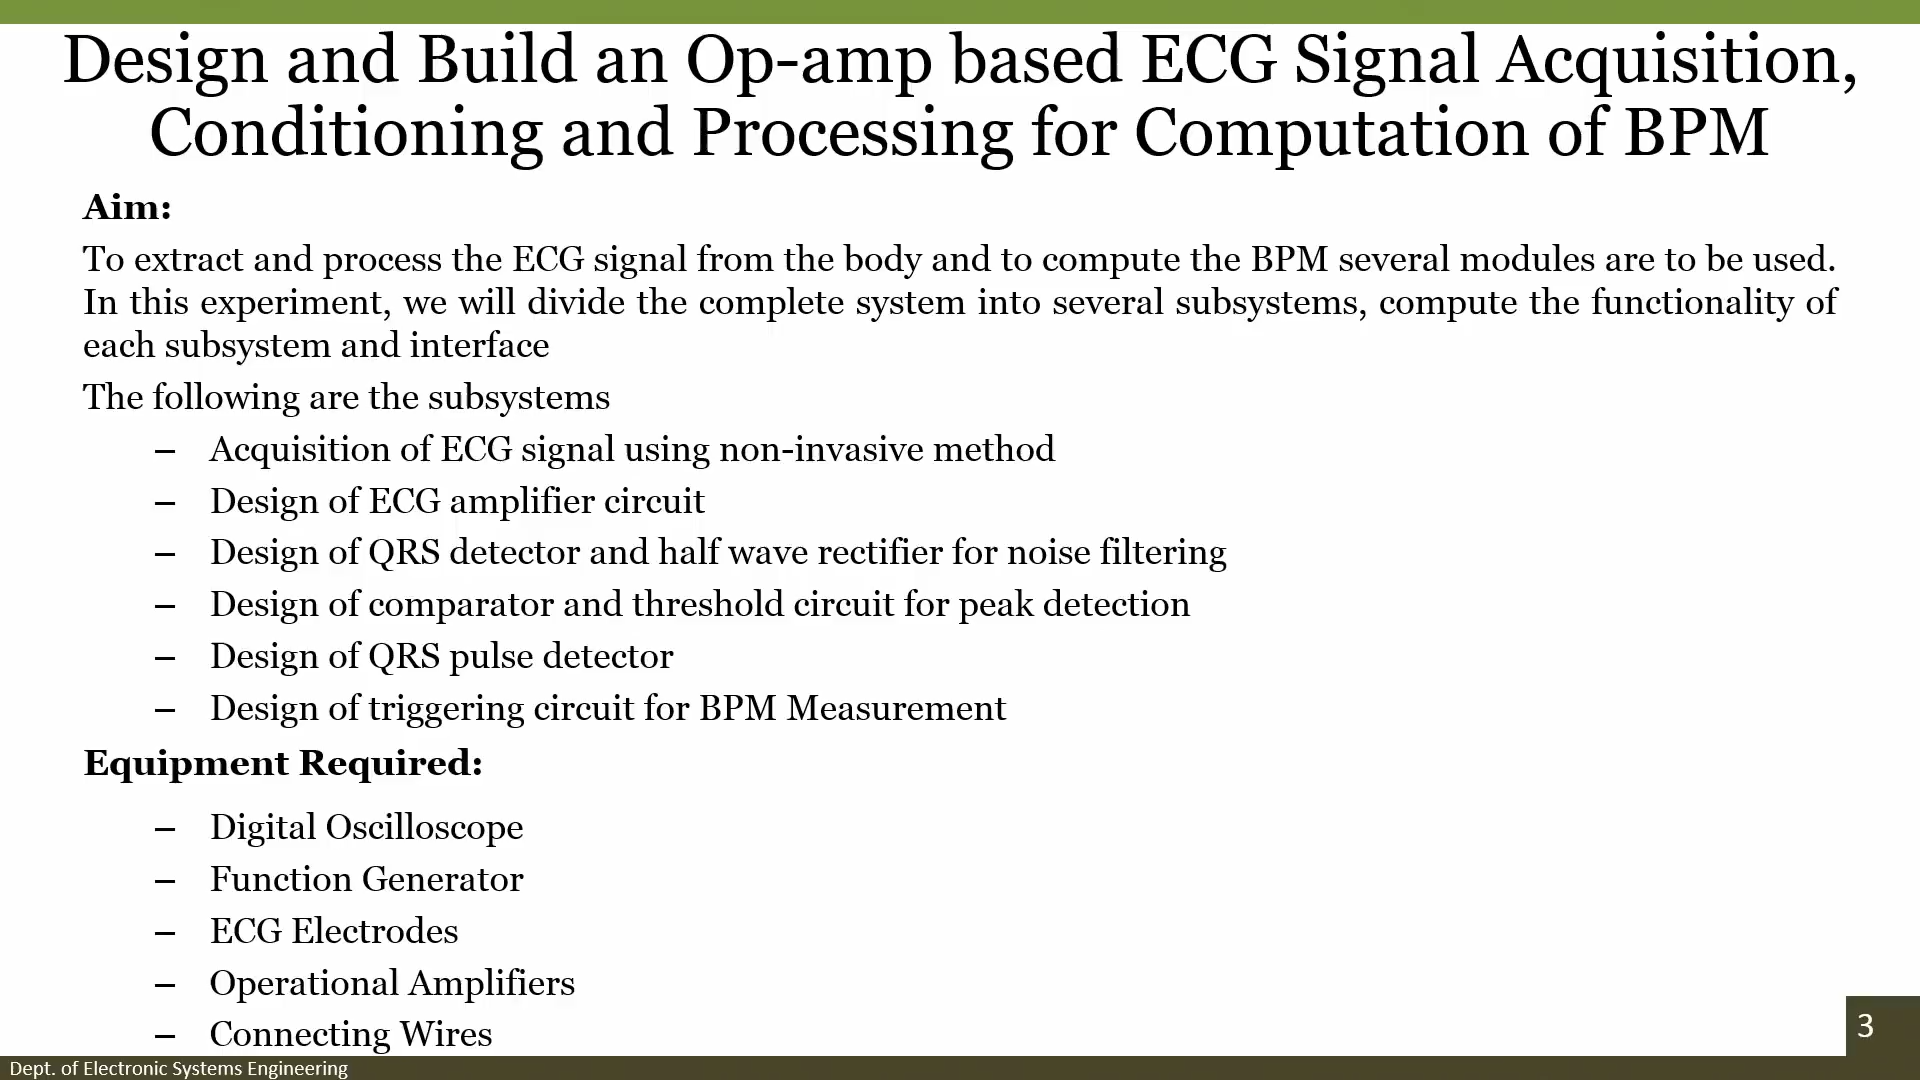 Design and Build an Op-amp based ECG Signal Acquisition,
Conditioning and Processing for Computation of BPM
Aim:
To extract and process the ECG signal from the body and to compute the BPM several modules are to be used.
In this experiment, we will divide the complete system into several subsystems, compute the functionality of
each subsystem and interface
The following are the subsystems
– Acquisition of ECG signal using non-invasive method
– Design of ECG amplifier circuit
– Design of QRS detector and half wave rectifier for noise filtering
– Design of comparator and threshold circuit for peak detection
– Design of QRS pulse detector
– Design of triggering circuit for BPM Measurement
Equipment Required:
– Digital Oscilloscope
– Function Generator
– ECG Electrodes
– Operational Amplifiers
– Connecting Wires
3
Dept. of Electronic Systems Engineering